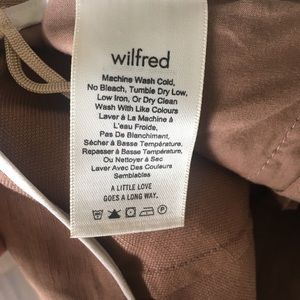 wilfred
Machine Wash Cold,
No Bleach, Tumble Dry Low,
Low Iron, Or Dry Clean
Wash With Like Colours
Laver À La Machine À
L'eau Froide,
Pas De Blanchiment,
Sécher À Basse Température,
Repasser À Basse Température,
Ou Nettoyer À Sec
Laver Avec Des Couleurs
Semblables
A LITTLE LOVE
GOES A LONG WAY.